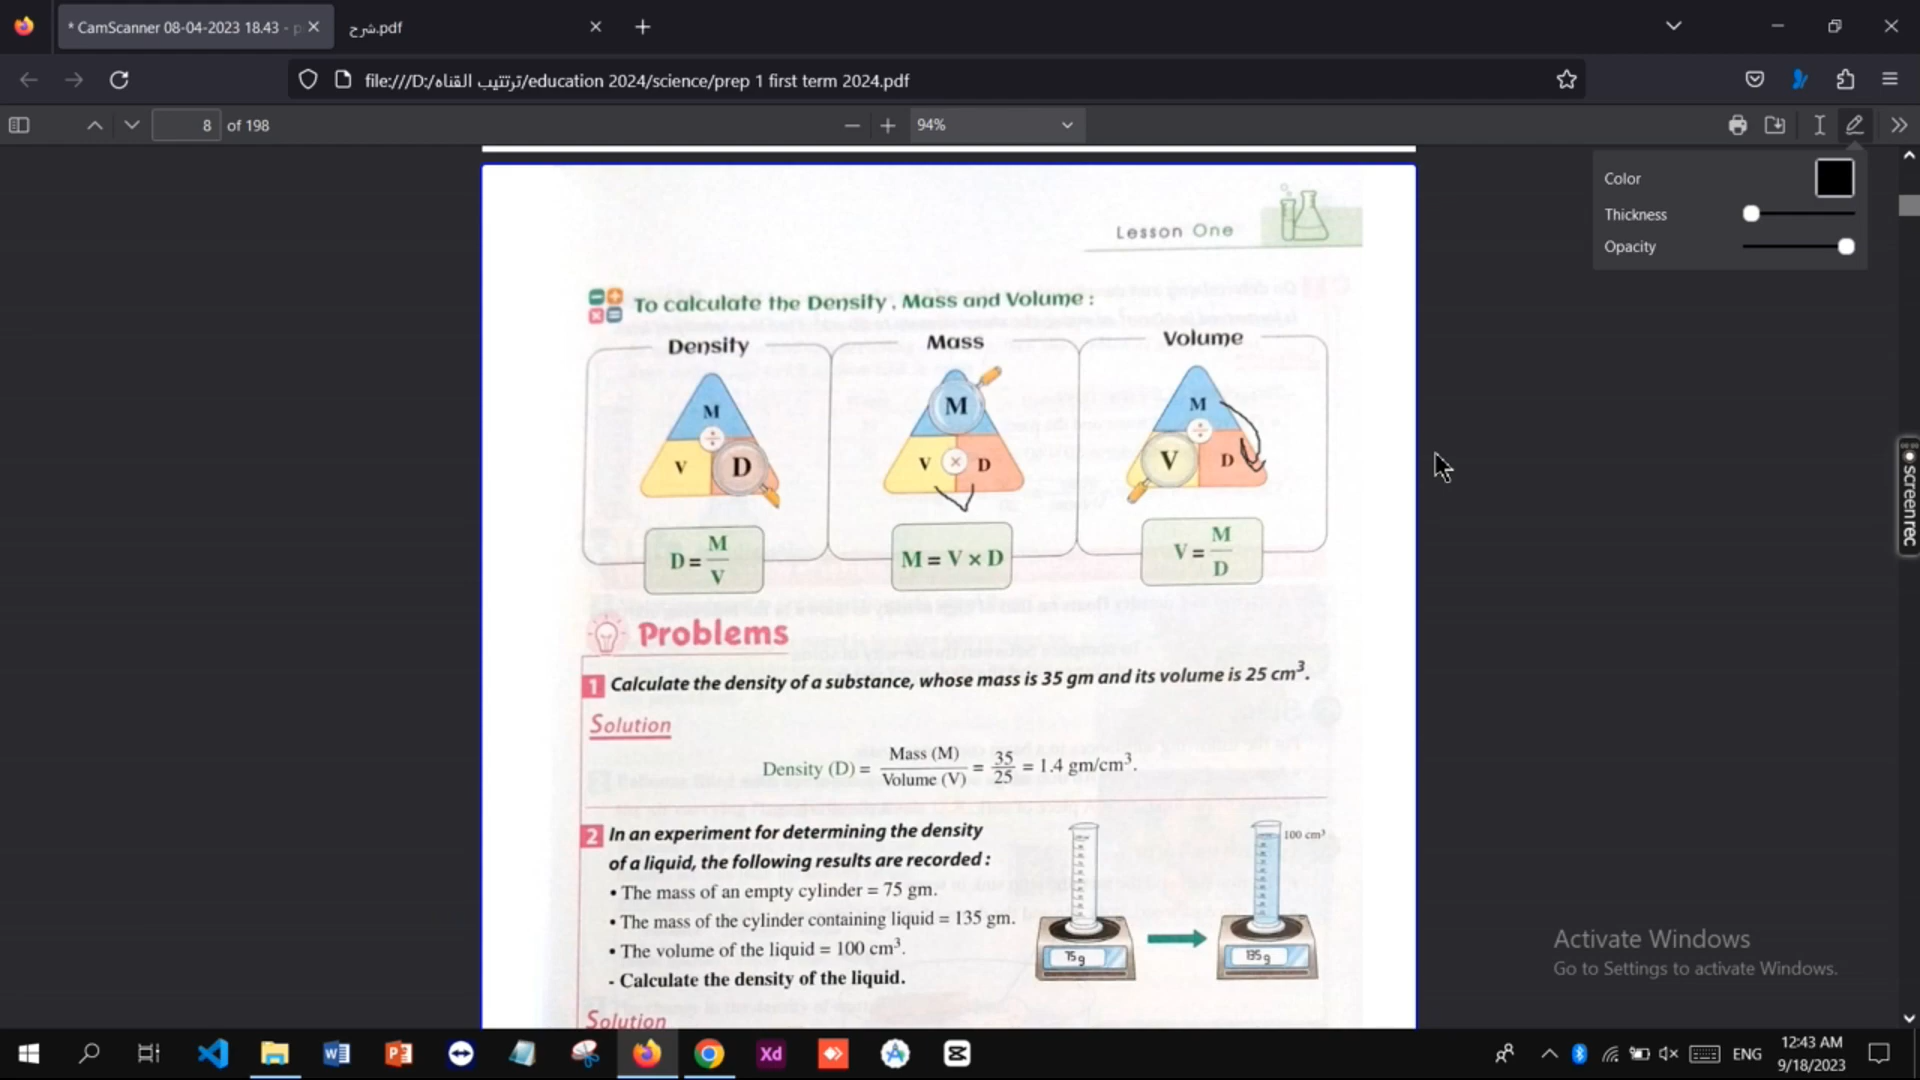 * CamScanner 08-04-2023 18.43 - p
شرح.pdf
file:///D:/ترتتيب القناه/education 2024/science/prep 1 first term 2024.pdf
8 of 198
94%
Color
Thickness
Opacity
Lesson One
To calculate the Density , Mass and Volume :
Density Mass Volume
M ÷ V D
M V × D
M ÷ V D
D = M/V
M = V × D
V = M/D
Problems
1 Calculate the density of a substance, whose mass is 35 gm and its volume is 25 cm³.
Solution
Density (D) = Mass (M)/Volume (V) = 35/25 = 1.4 gm/cm³.
2 In an experiment for determining the density
of a liquid, the following results are recorded :
• The mass of an empty cylinder = 75 gm.
• The mass of the cylinder containing liquid = 135 gm.
• The volume of the liquid = 100 cm³.
- Calculate the density of the liquid.
100 cm³
75 g
135 g
Solution
screenrec
Activate Windows
Go to Settings to activate Windows.
Xd
ENG
12:43 AM
9/18/2023